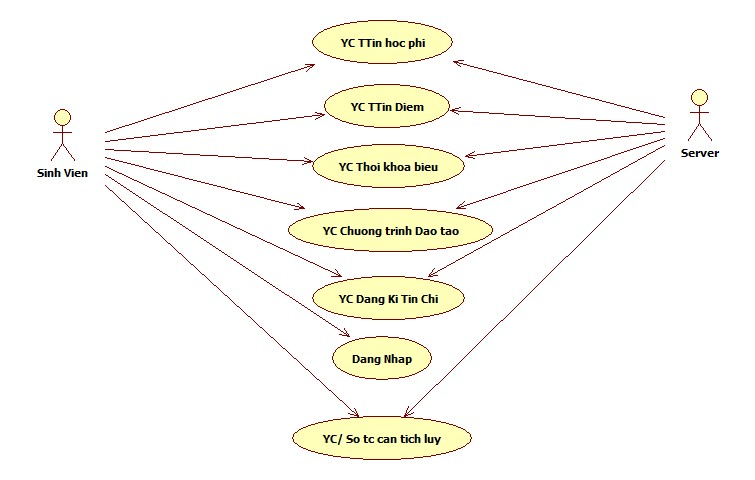 YC TTin hoc phi
YC TTin Diem
Sinh Vien
Server
YC Thoi khoa bieu
YC Chuong trinh Dao tao
YC Dang Ki Tin Chi
Dang Nhap
YC/ So tc can tich luy